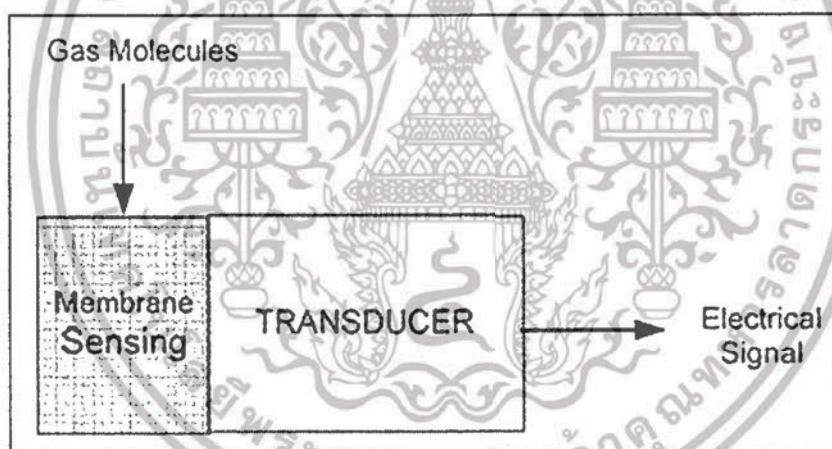 Gas Molecules
Membrane
Sensing
TRANSDUCER
Electrical
Signal